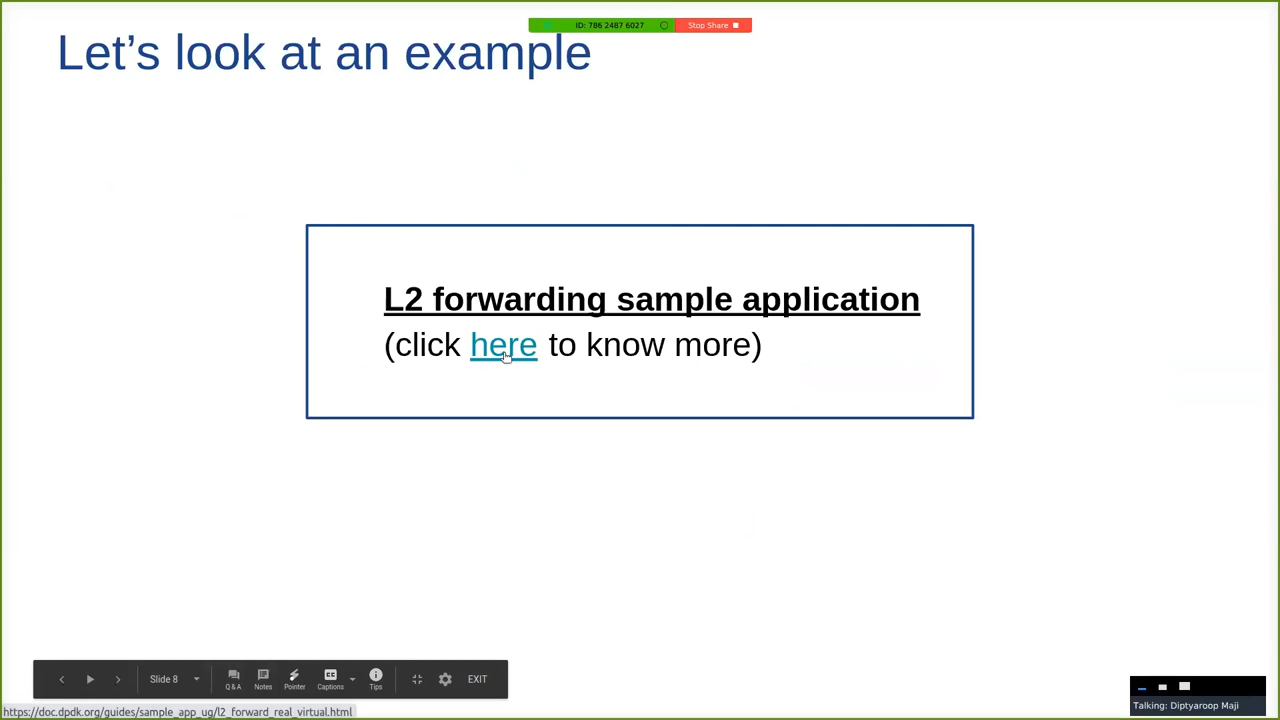 ID: 786 2487 6027 Stop Share
Let's look at an example
L2 forwarding sample application
(click here to know more)
Slide 8 Q & A Notes Pointer Captions Tips EXIT
CC
https://doc.dpdk.org/guides/sample_app_ug/l2_forward_real_virtual.html
Talking: Diptyaroop Maji